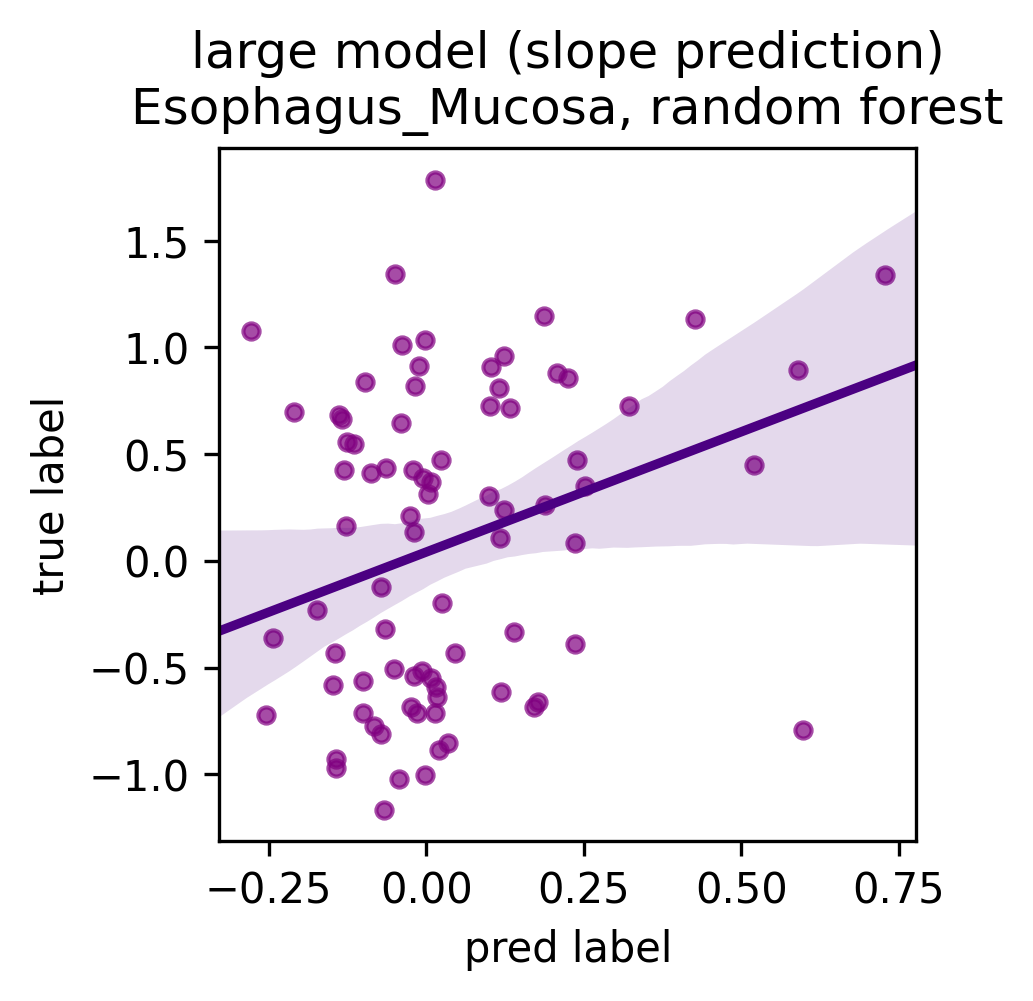 large model (slope prediction)
Esophagus_Mucosa, random forest
1.5
1.0
0.5
0.0
−0.5
−1.0
true label
−0.25 0.00 0.25 0.50 0.75
pred label